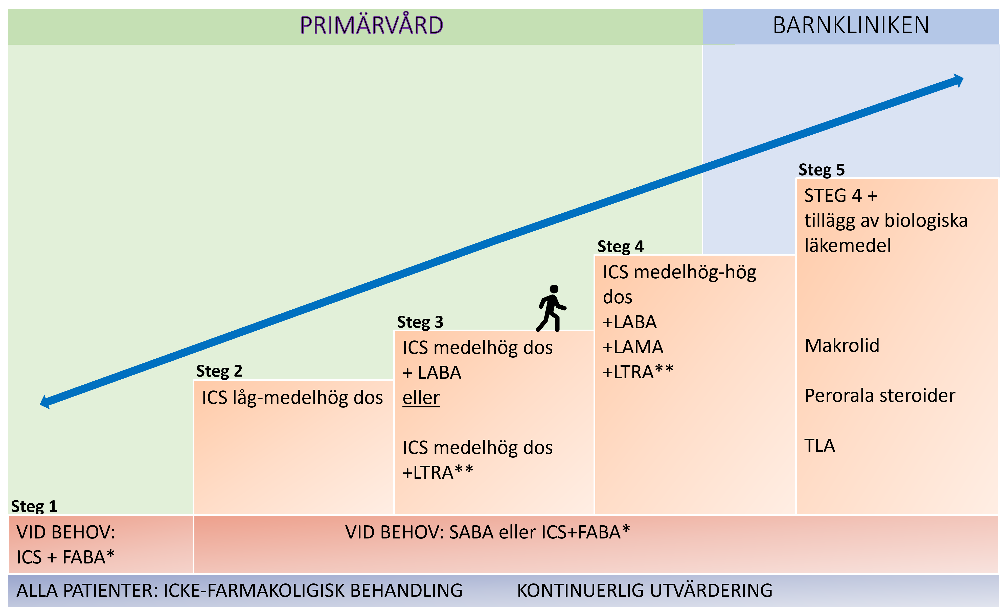 PRIMÄRVÅRD
BARNKLINIKEN
Steg 1
VID BEHOV:
ICS + FABA*
Steg 2
ICS låg-medelhög dos
Steg 3
ICS medelhög dos
+ LABA
eller
ICS medelhög dos
+LTRA**
Steg 4
ICS medelhög-hög
dos
+LABA
+LAMA
+LTRA**
Steg 5
STEG 4 +
tillägg av biologiska
läkemedel
Makrolid
Perorala steroider
TLA
VID BEHOV: SABA eller ICS+FABA*
ALLA PATIENTER: ICKE-FARMAKOLIGISK BEHANDLING KONTINUERLIG UTVÄRDERING